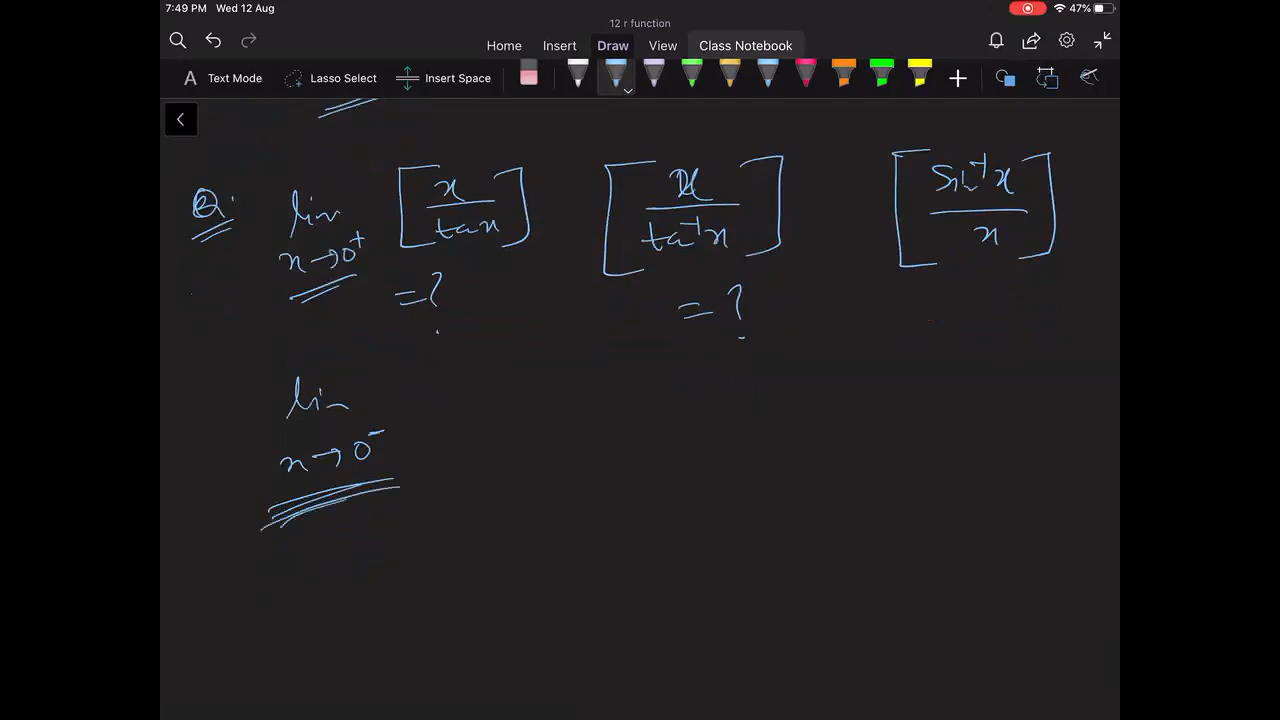 7:49 PM Wed 12 Aug
47%
12 r function
Home Insert Draw View Class Notebook
Text Mode Lasso Select Insert Space
Q. lim x→0⁺ [x/tan x] [x/tan⁻¹x] [sin⁻¹x/x]
=? =?
lim x→0⁻